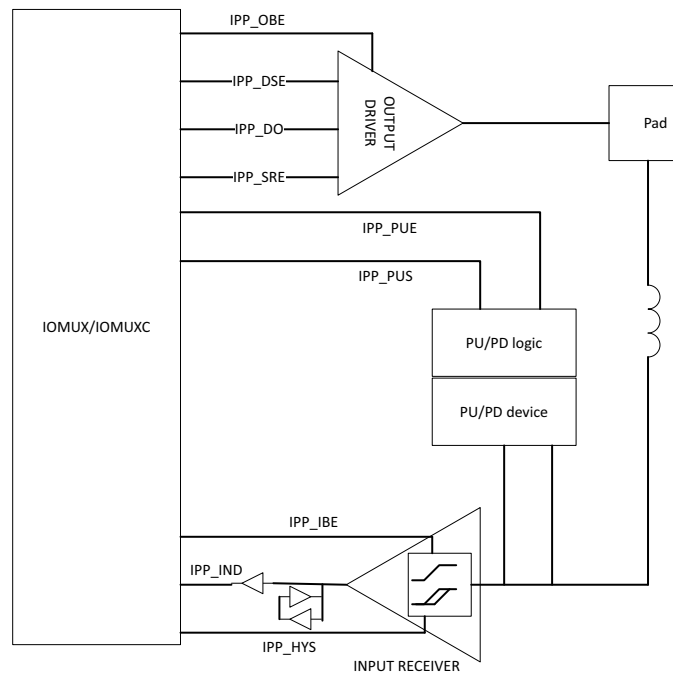 IPP_OBE
IPP_DSE
OUTPUT
DRIVER
IPP_DO
Pad
IPP_SRE
IPP_PUE
IPP_PUS
IOMUX/IOMUXC
PU/PD logic
PU/PD device
IPP_IBE
IPP_IND
IPP_HYS
INPUT RECEIVER